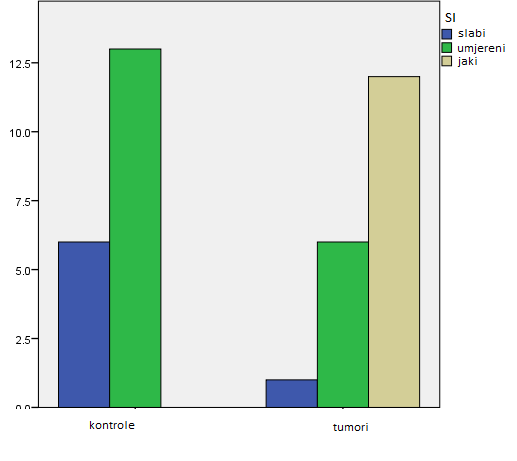 SI
slabi
umjereni
jaki
12.5
10.0
7.5
5.0
2.5
0.0
kontrole
tumori